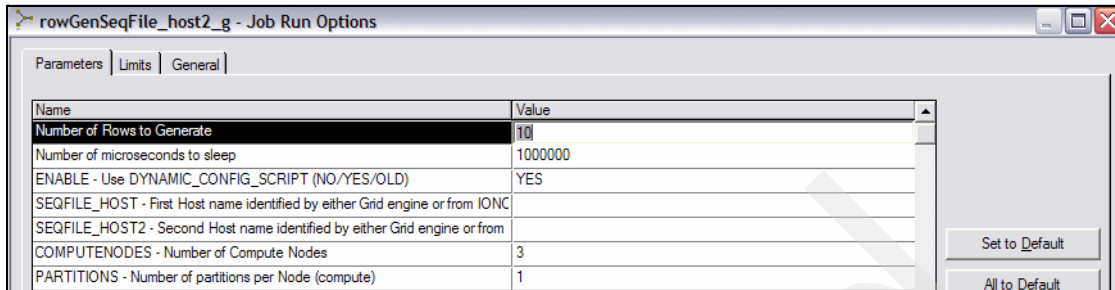 rowGenSeqFile_host2_g - Job Run Options
Parameters Limits General
Name Value
Number of Rows to Generate 10
Number of microseconds to sleep 1000000
ENABLE - Use DYNAMIC_CONFIG_SCRIPT (NO/YES/OLD) YES
SEQFILE_HOST - First Host name identified by either Grid engine or from IONO
SEQFILE_HOST2 - Second Host name identified by either Grid engine or from
Set to Default
COMPUTENODES - Number of Compute Nodes 3
PARTITIONS - Number of partitions per Node (compute) 1
All to Default